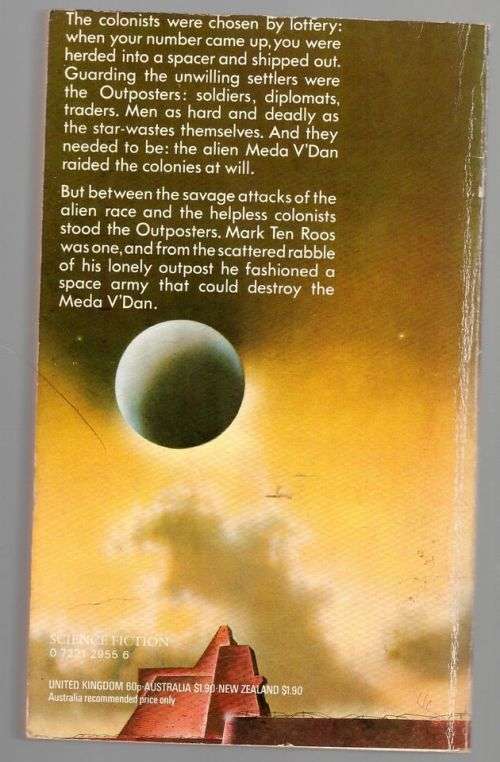 The colonists were chosen by lottery:
when your number came up, you were
herded into a spacer and shipped out.
Guarding the unwilling settlers were
the Outposters: soldiers, diplomats,
traders. Men as hard and deadly as
the star-wastes themselves. And they
needed to be: the alien Meda V'Dan
raided the colonies at will.
But between the savage attacks of the
alien race and the helpless colonists
stood the Outposters. Mark Ten Roos
was one, and from the scattered rabble
of his lonely outpost he fashioned a
space army that could destroy the
Meda V'Dan.
SCIENCE FICTION
0 7221 2955 6
UNITED KINGDOM 60p·AUSTRALIA $1.90·NEW ZEALAND $1.90
Australia recommended price only